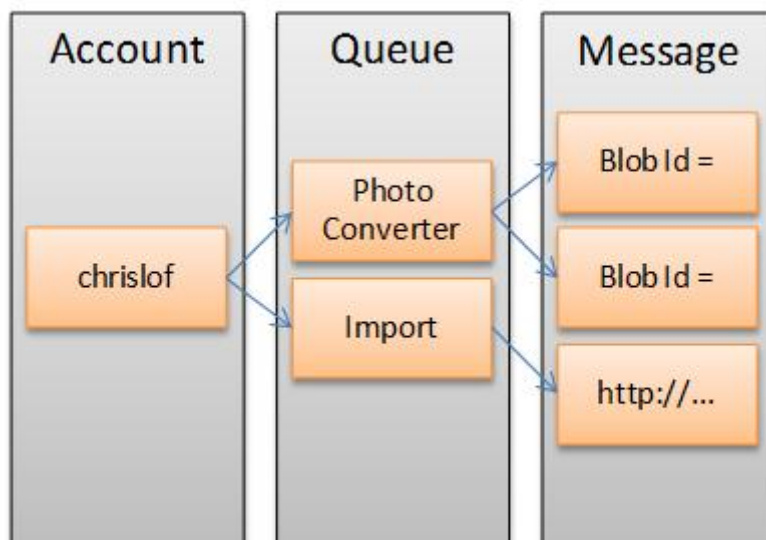 Account
Queue
Message
chrislof
Photo
Converter
Import
Blob Id =
Blob Id =
http://...